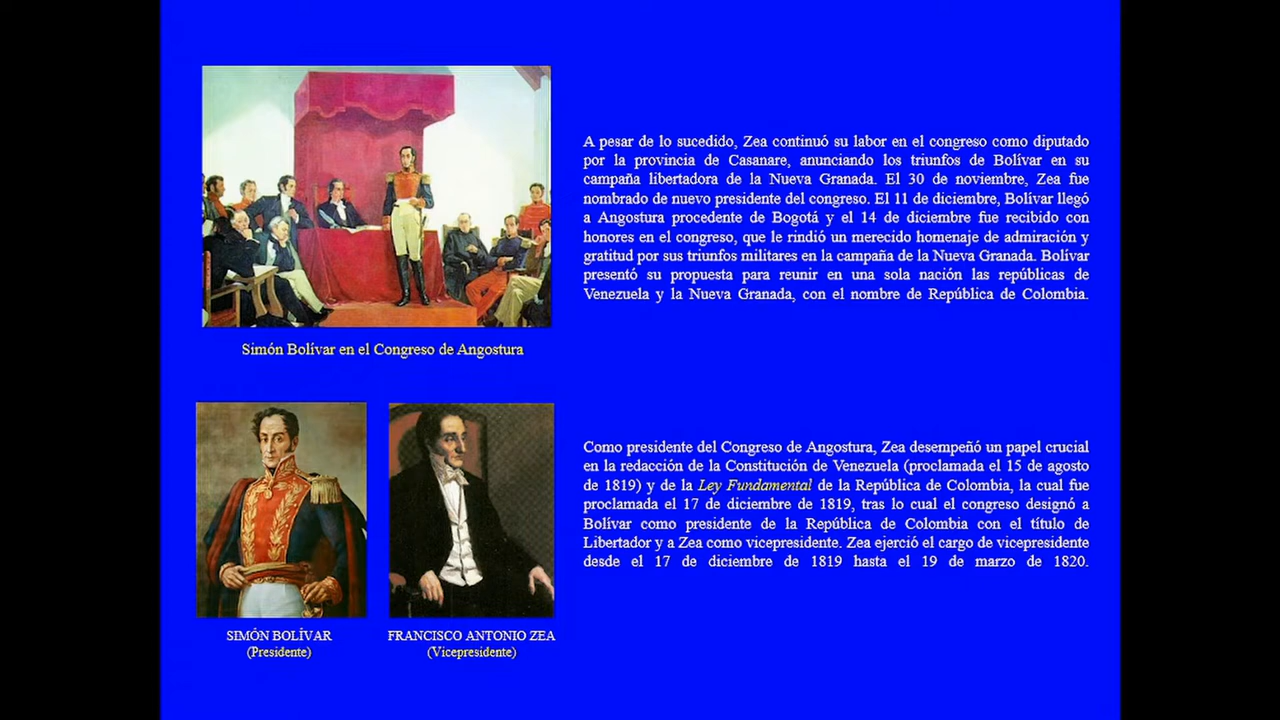 A pesar de lo sucedido, Zea continuó su labor en el congreso como diputado
por la provincia de Casanare, anunciando los triunfos de Bolívar en su
campaña libertadora de la Nueva Granada. El 30 de noviembre, Zea fue
nombrado de nuevo presidente del congreso. El 11 de diciembre, Bolívar llegó
a Angostura procedente de Bogotá y el 14 de diciembre fue recibido con
honores en el congreso, que le rindió un merecido homenaje de admiración y
gratitud por sus triunfos militares en la campaña de la Nueva Granada. Bolívar
presentó su propuesta para reunir en una sola nación las repúblicas de
Venezuela y la Nueva Granada, con el nombre de República de Colombia.
Simón Bolívar en el Congreso de Angostura
Como presidente del Congreso de Angostura, Zea desempeñó un papel crucial
en la redacción de la Constitución de Venezuela (proclamada el 15 de agosto
de 1819) y de la Ley Fundamental de la República de Colombia, la cual fue
proclamada el 17 de diciembre de 1819, tras lo cual el congreso designó a
Bolívar como presidente de la República de Colombia con el título de
Libertador y a Zea como vicepresidente. Zea ejerció el cargo de vicepresidente
desde el 17 de diciembre de 1819 hasta el 19 de marzo de 1820.
SIMÓN BOLÍVAR
(Presidente)
FRANCISCO ANTONIO ZEA
(Vicepresidente)